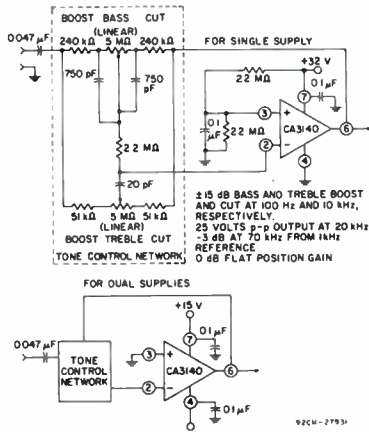 BOOST BASS CUT
(LINEAR)
0.047 µF
240 kΩ 5 MΩ 240 kΩ
FOR SINGLE SUPPLY
750 pF
750 pF
2.2 MΩ
20 pF
51 kΩ 5 MΩ 51 kΩ
(LINEAR)
BOOST TREBLE CUT
TONE CONTROL NETWORK
+32 V
2.2 MΩ
0.1 µF
7
0.1 µF
2.2 MΩ
3
+
CA3140
6
2
-
4
±15 dB BASS AND TREBLE BOOST
AND CUT AT 100 Hz AND 10 kHz,
RESPECTIVELY.
25 VOLTS p-p OUTPUT AT 20 kHz
-3 dB AT 70 kHz FROM 1kHz
REFERENCE
0 dB FLAT POSITION GAIN
FOR DUAL SUPPLIES
+15 V
0.1 µF
7
0.047 µF
TONE
CONTROL
NETWORK
3
+
CA3140
6
2
-
4
0.1 µF
92CM-27931